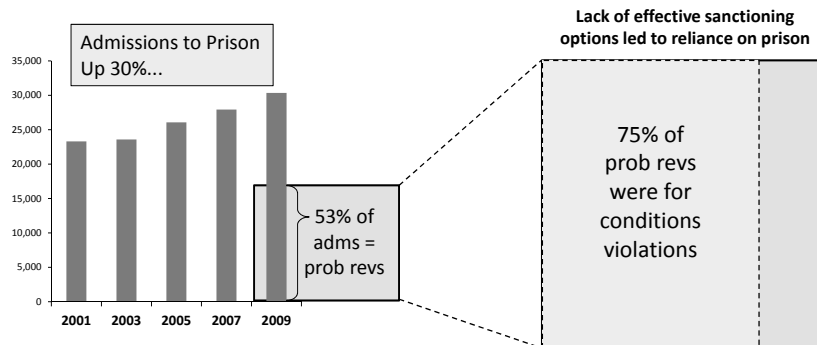 Lack of effective sanctioning
options led to reliance on prison
Admissions to Prison
Up 30%...
35,000
30,000
25,000
20,000
15,000
10,000
5,000
0
2001 2003 2005 2007 2009
53% of
adms =
prob revs
75% of
prob revs
were for
conditions
violations